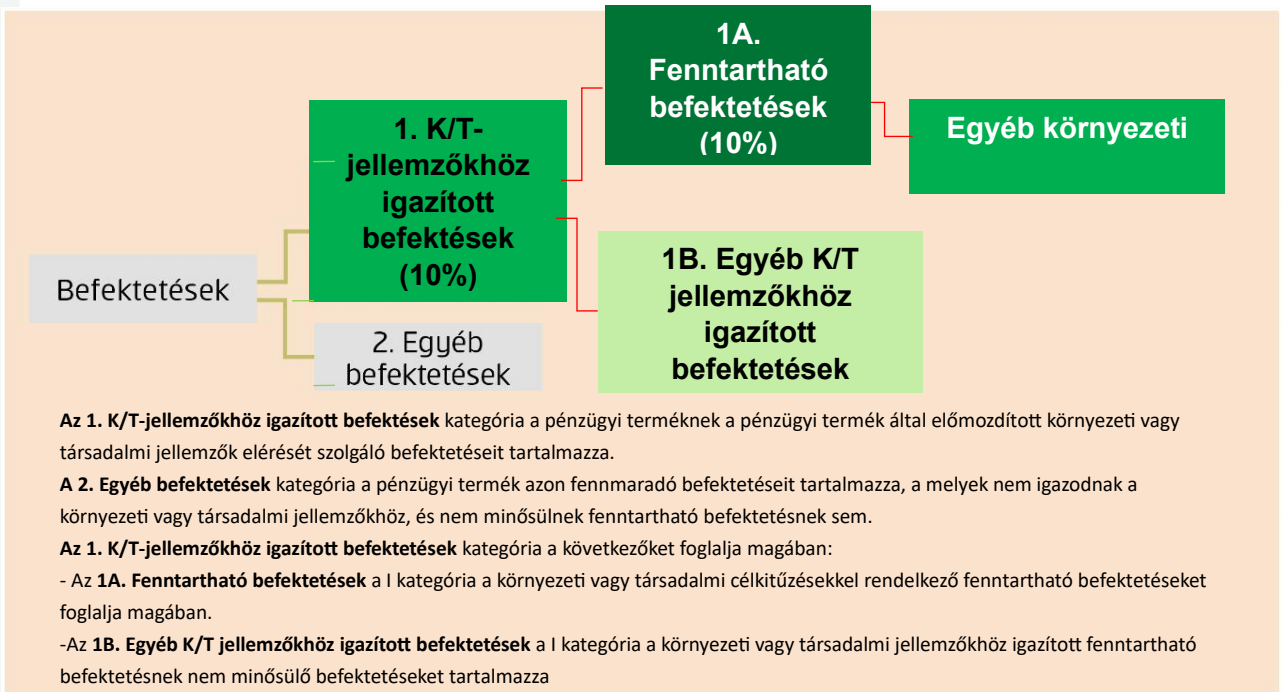 1A.
Fenntartható
befektetések
(10%)
Egyéb környezeti
1. K/T-
jellemzőkhöz
igazított
befektések
(10%)
1B. Egyéb K/T
jellemzőkhöz
igazított
befektetések
Befektetések
2. Egyéb
befektetések
Az 1. K/T-jellemzőkhöz igazított befektések kategória a pénzügyi terméknek a pénzügyi termék által előmozdított környezeti vagy
társadalmi jellemzők elérését szolgáló befektetéseit tartalmazza.
A 2. Egyéb befektetések kategória a pénzügyi termék azon fennmaradó befektetéseit tartalmazza, a melyek nem igazodnak a
környezeti vagy társadalmi jellemzőkhöz, és nem minősülnek fenntartható befektetésnek sem.
Az 1. K/T-jellemzőkhöz igazított befektetések kategória a következőket foglalja magában:
- Az 1A. Fenntartható befektetések a I kategória a környezeti vagy társadalmi célkitűzésekkel rendelkező fenntartható befektetéseket
foglalja magában.
-Az 1B. Egyéb K/T jellemzőkhöz igazított befektetések a I kategória a környezeti vagy társadalmi jellemzőkhöz igazított fenntartható
befektetésnek nem minősülő befektetéseket tartalmazza